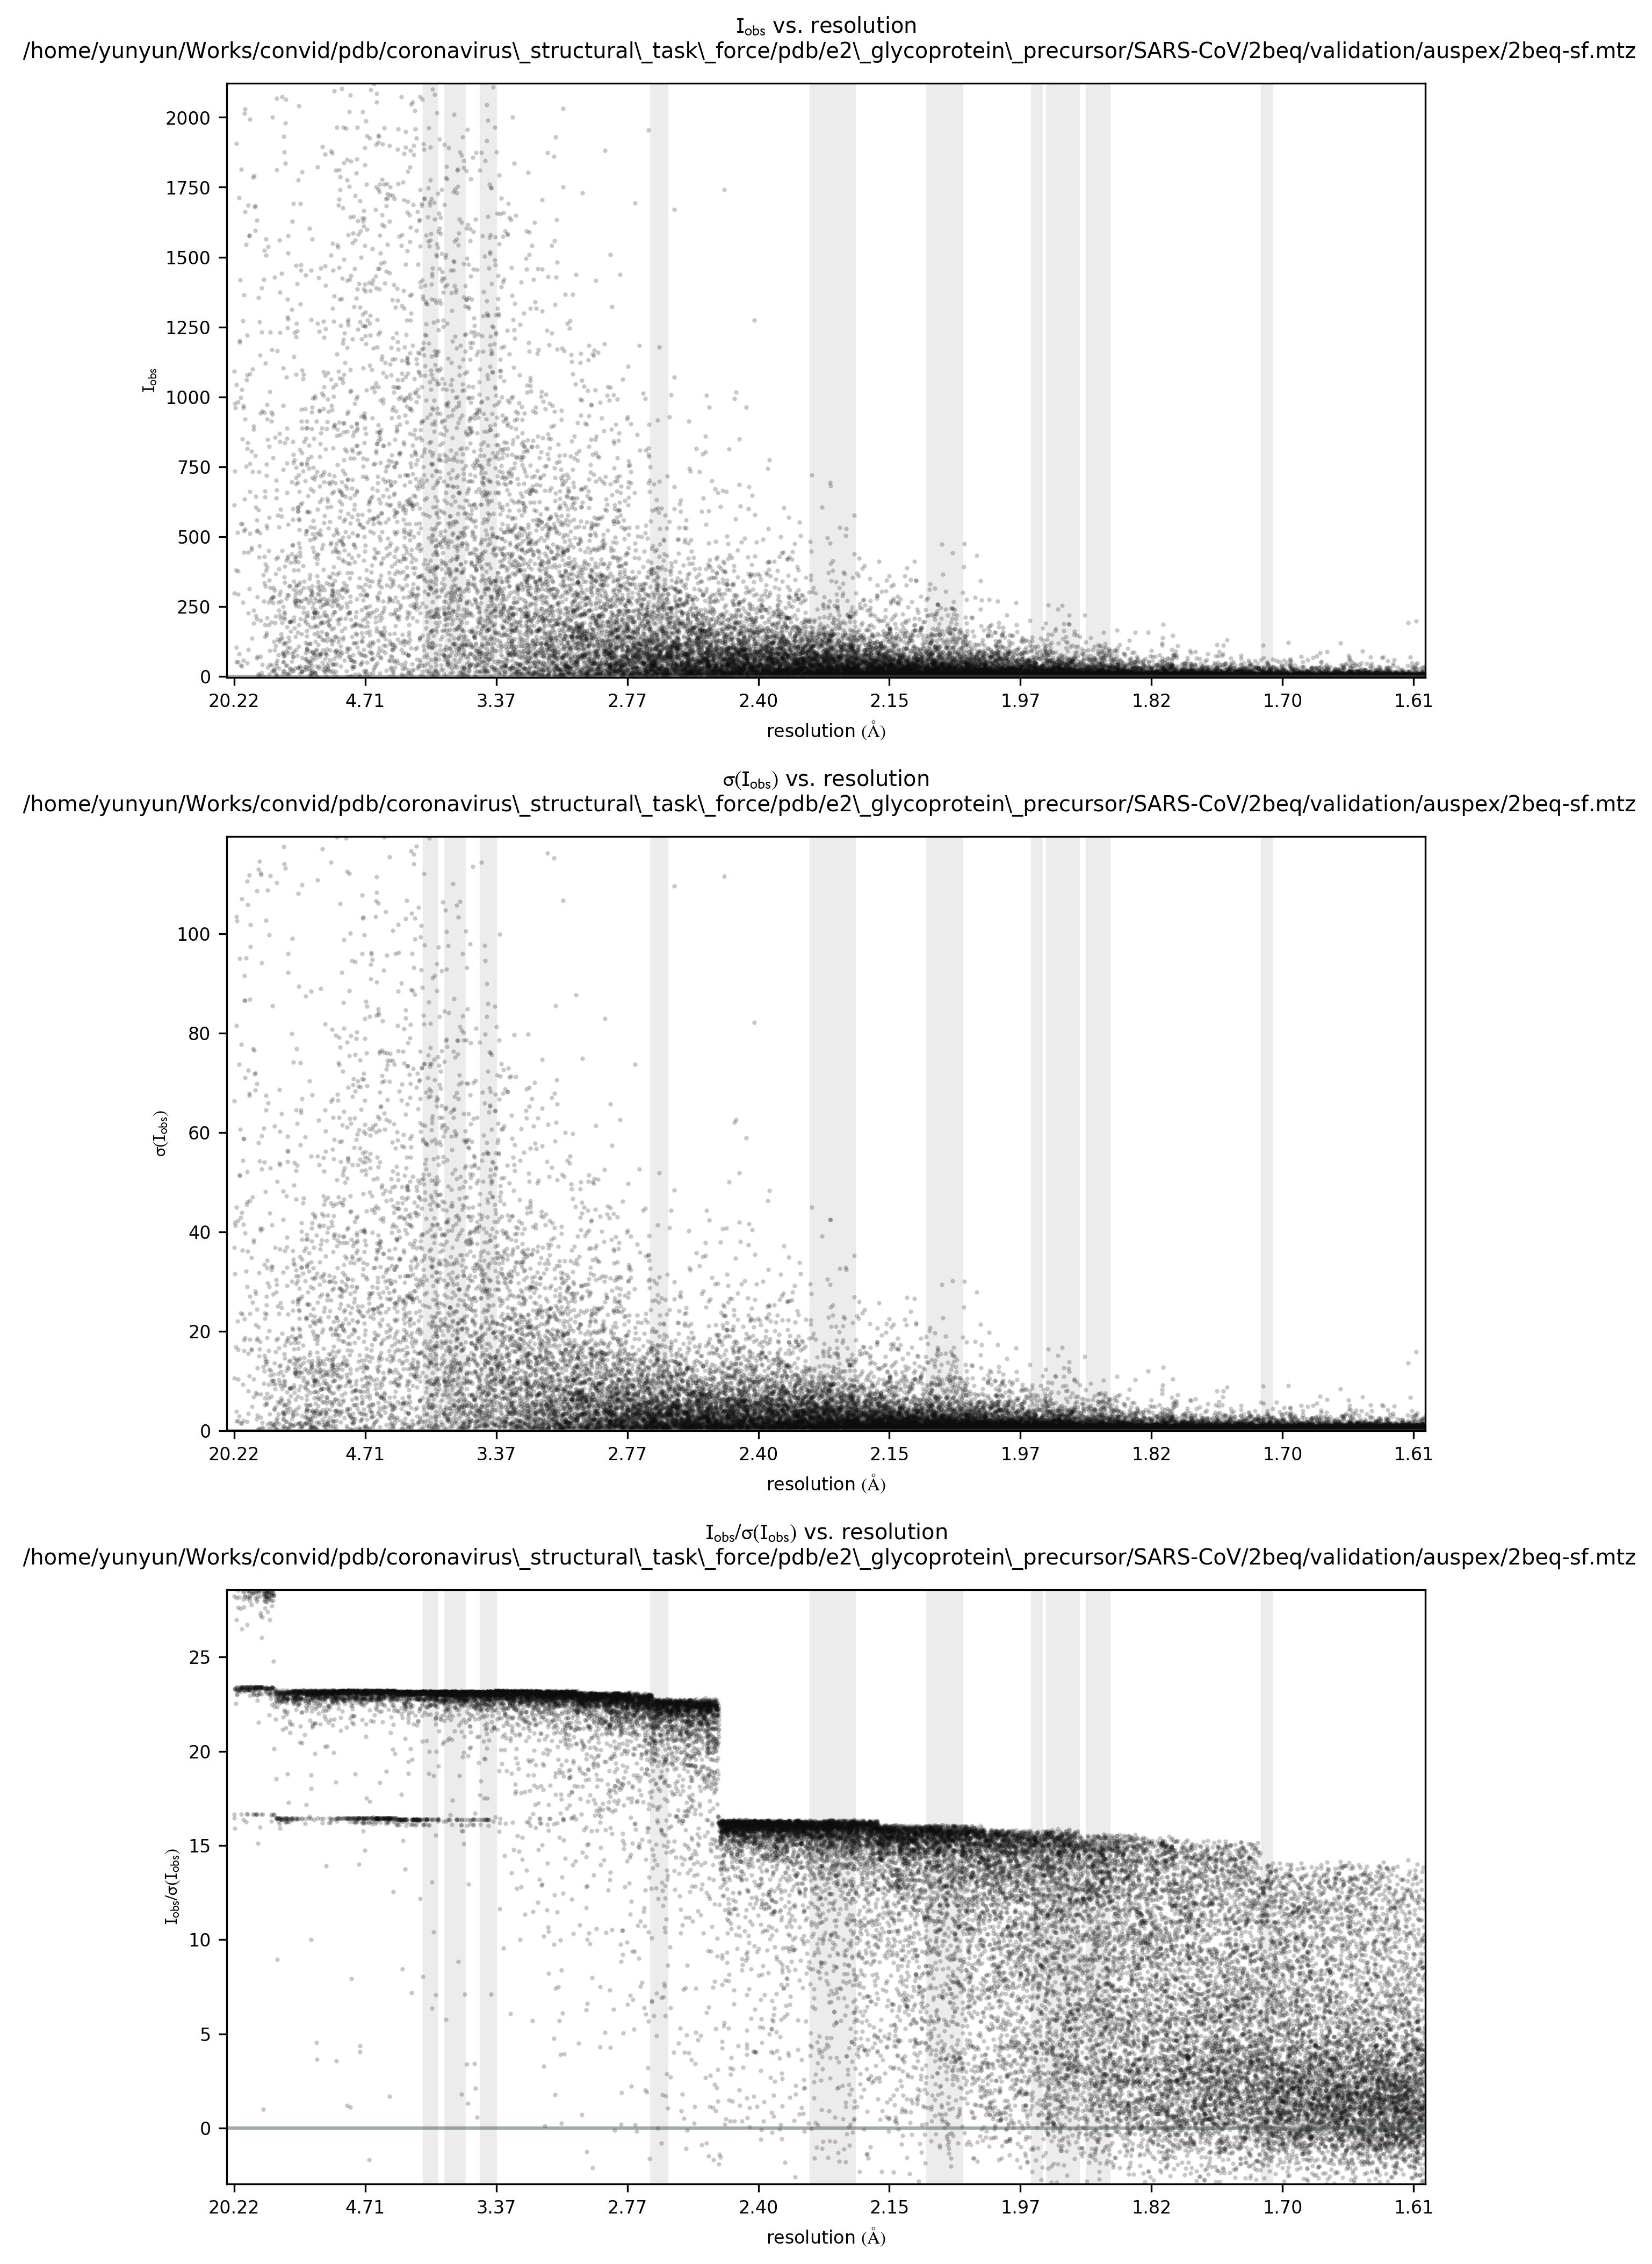 Iobs vs. resolution
/home/yunyun/Works/convid/pdb/coronavirus\_structural\_task\_force/pdb/e2\_glycoprotein\_precursor/SARS-CoV/2beq/validation/auspex/2beq-sf.mtz
2000
1750
1500
1250
1000
750
500
250
0
Iobs
20.22 4.71 3.37 2.77 2.40 2.15 1.97 1.82 1.70 1.61
resolution (Å)
σ(Iobs) vs. resolution
/home/yunyun/Works/convid/pdb/coronavirus\_structural\_task\_force/pdb/e2\_glycoprotein\_precursor/SARS-CoV/2beq/validation/auspex/2beq-sf.mtz
100
80
60
40
20
0
σ(Iobs)
20.22 4.71 3.37 2.77 2.40 2.15 1.97 1.82 1.70 1.61
resolution (Å)
Iobs/σ(Iobs) vs. resolution
/home/yunyun/Works/convid/pdb/coronavirus\_structural\_task\_force/pdb/e2\_glycoprotein\_precursor/SARS-CoV/2beq/validation/auspex/2beq-sf.mtz
25
20
15
10
5
0
Iobs/σ(Iobs)
20.22 4.71 3.37 2.77 2.40 2.15 1.97 1.82 1.70 1.61
resolution (Å)